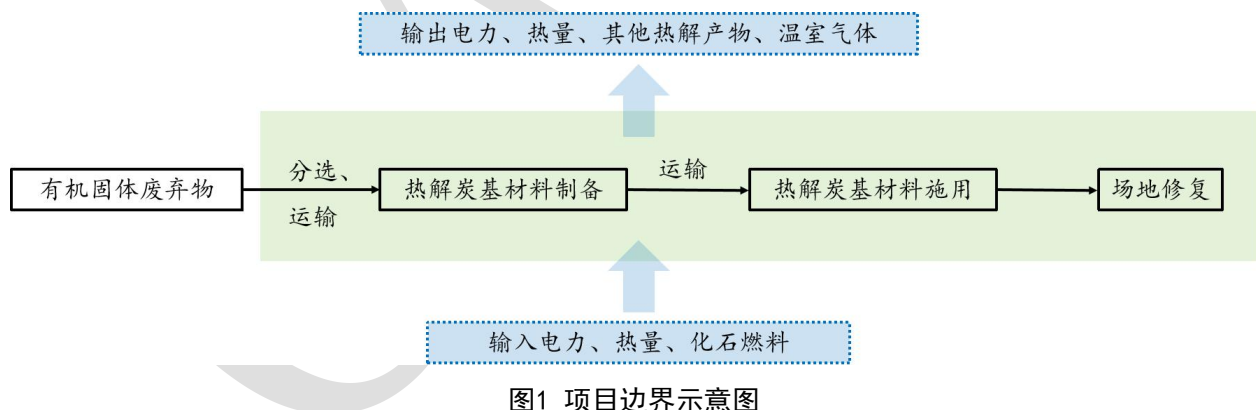 输出电力、热量、其他热解产物、温室气体
有机固体废弃物
分选、
运输
热解炭基材料制备
运输
热解炭基材料施用
场地修复
输入电力、热量、化石燃料
图1 项目边界示意图